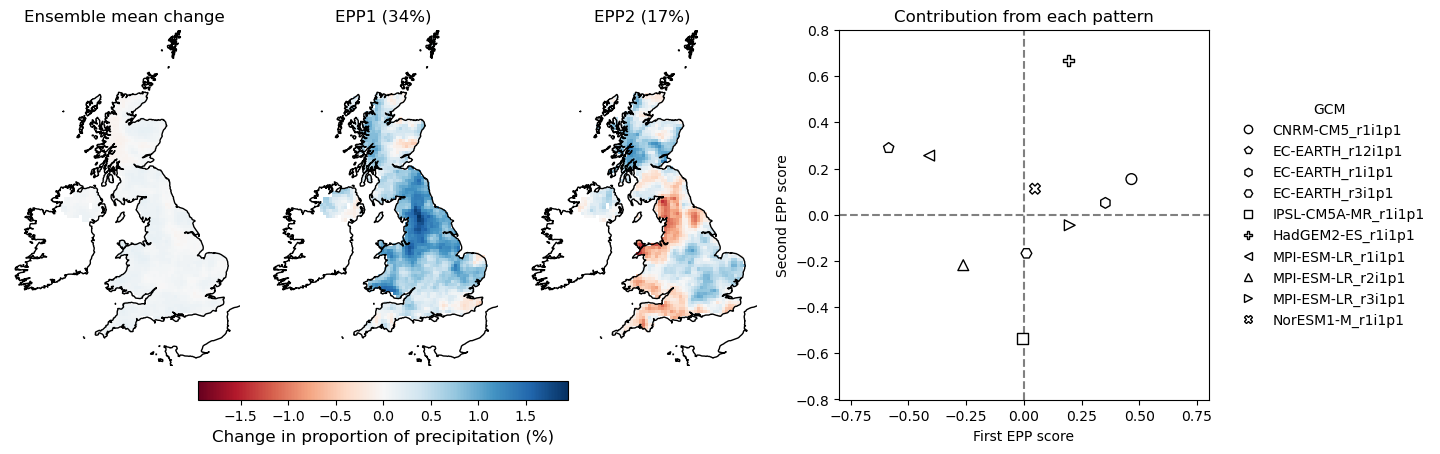 Ensemble mean change
EPP1 (34%)
EPP2 (17%)
−1.5 −1.0 −0.5 0.0 0.5 1.0 1.5
Change in proportion of precipitation (%)
Contribution from each pattern
Second EPP score
0.8
0.6
0.4
0.2
0.0
−0.2
−0.4
−0.6
−0.8
−0.75 −0.50 −0.25 0.00 0.25 0.50 0.75
First EPP score
GCM
CNRM-CM5_r1i1p1
EC-EARTH_r12i1p1
EC-EARTH_r1i1p1
EC-EARTH_r3i1p1
IPSL-CM5A-MR_r1i1p1
HadGEM2-ES_r1i1p1
MPI-ESM-LR_r1i1p1
MPI-ESM-LR_r2i1p1
MPI-ESM-LR_r3i1p1
NorESM1-M_r1i1p1